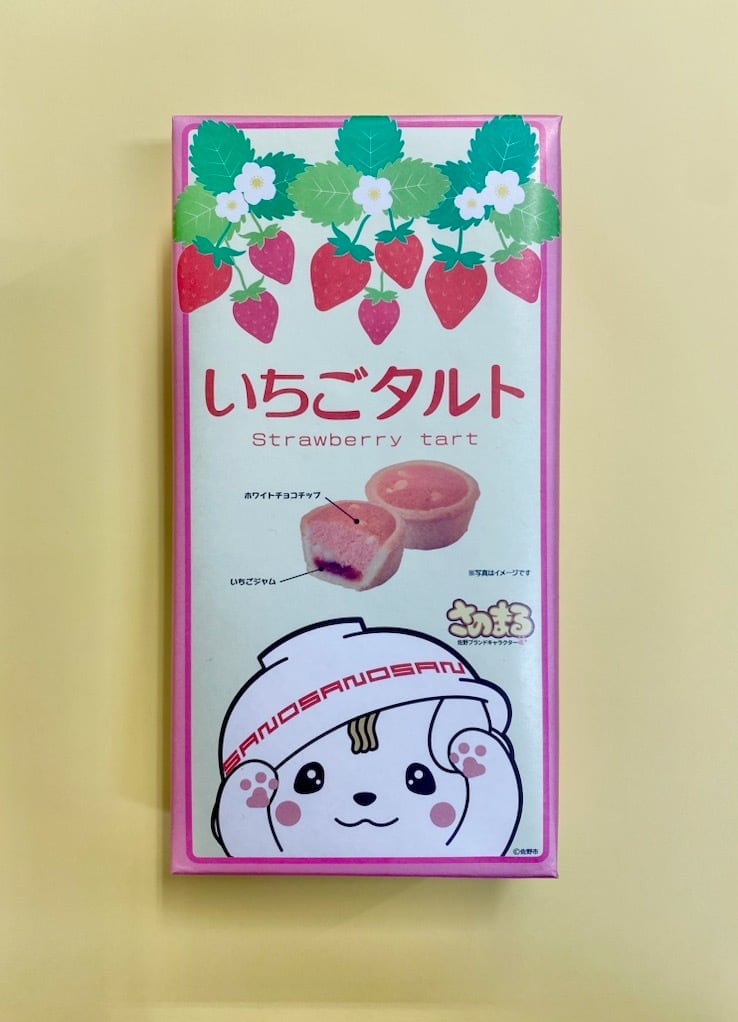 いちごタルト
Strawberry tart
ホワイトチョコチップ
いちごジャム
※写真はイメージです
さのまる
佐野ブランドキャラクター
SANOSANOSAN
©佐野市